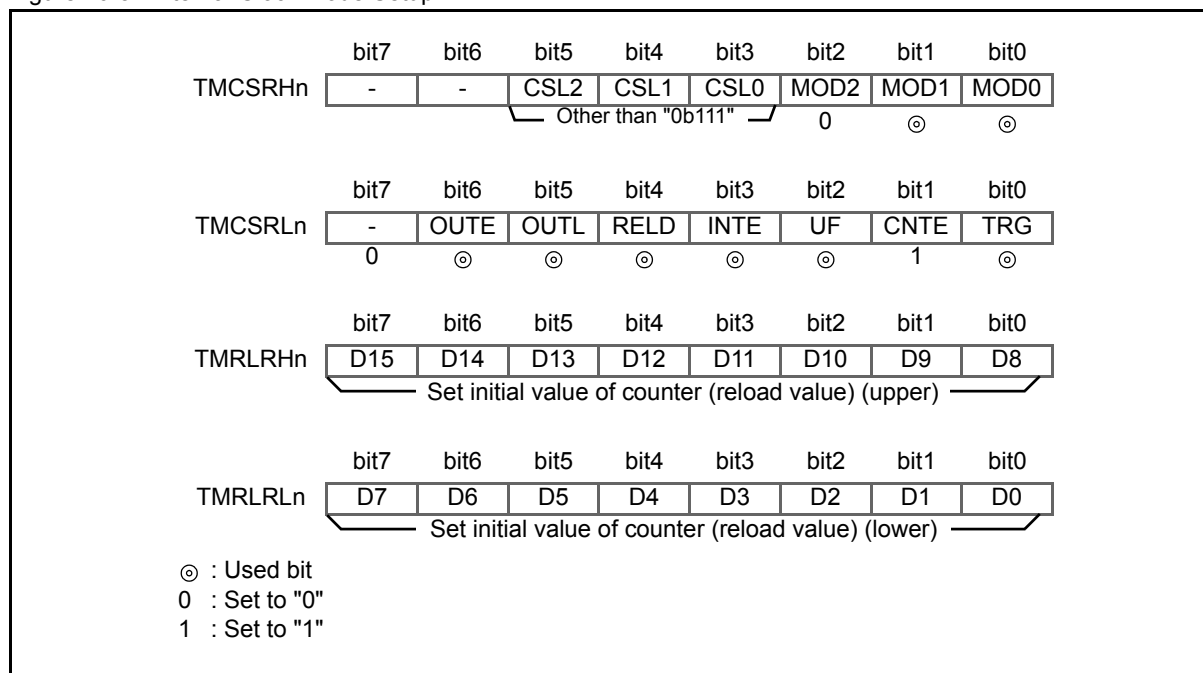 bit7 bit6 bit5 bit4 bit3 bit2 bit1 bit0
TMCSRHn - - CSL2 CSL1 CSL0 MOD2 MOD1 MOD0
Other than "0b111" 0 ◎ ◎
bit7 bit6 bit5 bit4 bit3 bit2 bit1 bit0
TMCSRLn - OUTE OUTL RELD INTE UF CNTE TRG
0 ◎ ◎ ◎ ◎ ◎ 1 ◎
bit7 bit6 bit5 bit4 bit3 bit2 bit1 bit0
TMRLRHn D15 D14 D13 D12 D11 D10 D9 D8
Set initial value of counter (reload value) (upper)
bit7 bit6 bit5 bit4 bit3 bit2 bit1 bit0
TMRLRLn D7 D6 D5 D4 D3 D2 D1 D0
Set initial value of counter (reload value) (lower)
◎ : Used bit
0 : Set to "0"
1 : Set to "1"